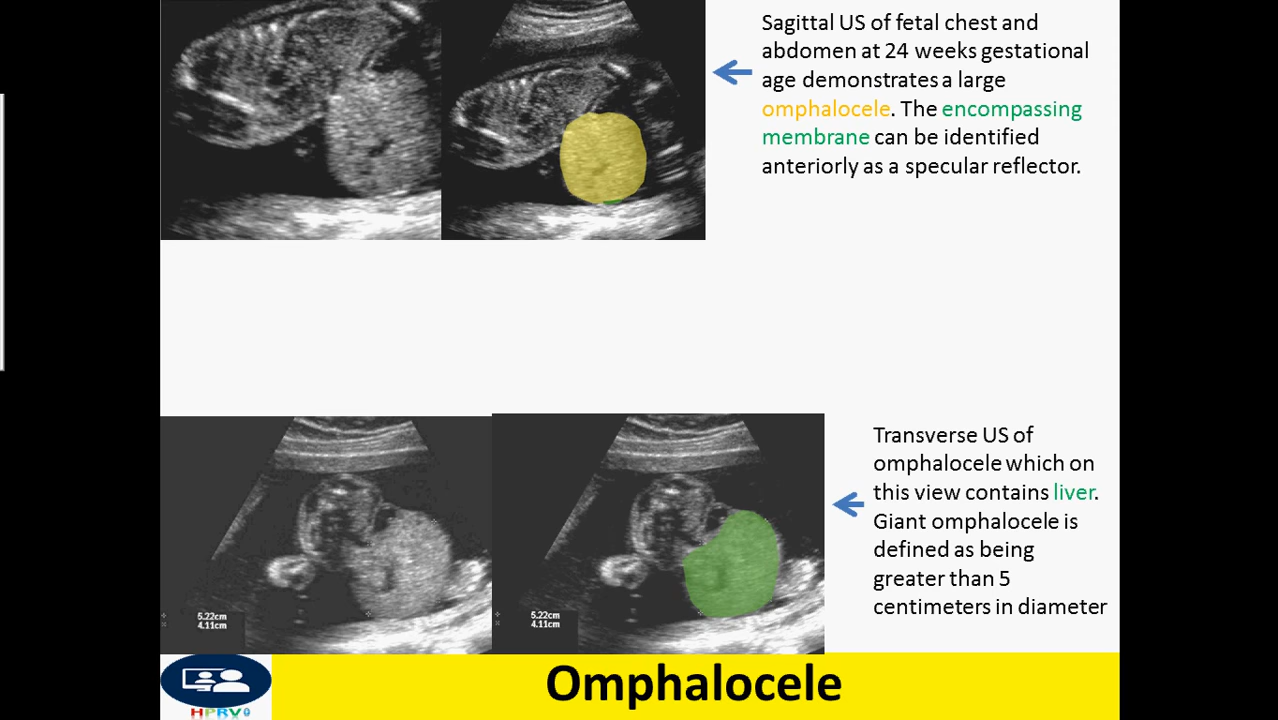 Sagittal US of fetal chest and
abdomen at 24 weeks gestational
age demonstrates a large
omphalocele. The encompassing
membrane can be identified
anteriorly as a specular reflector.
Transverse US of
omphalocele which on
this view contains liver.
Giant omphalocele is
defined as being
greater than 5
centimeters in diameter
5.22cm
4.11cm
5.22cm
4.11cm
Omphalocele
HPRV